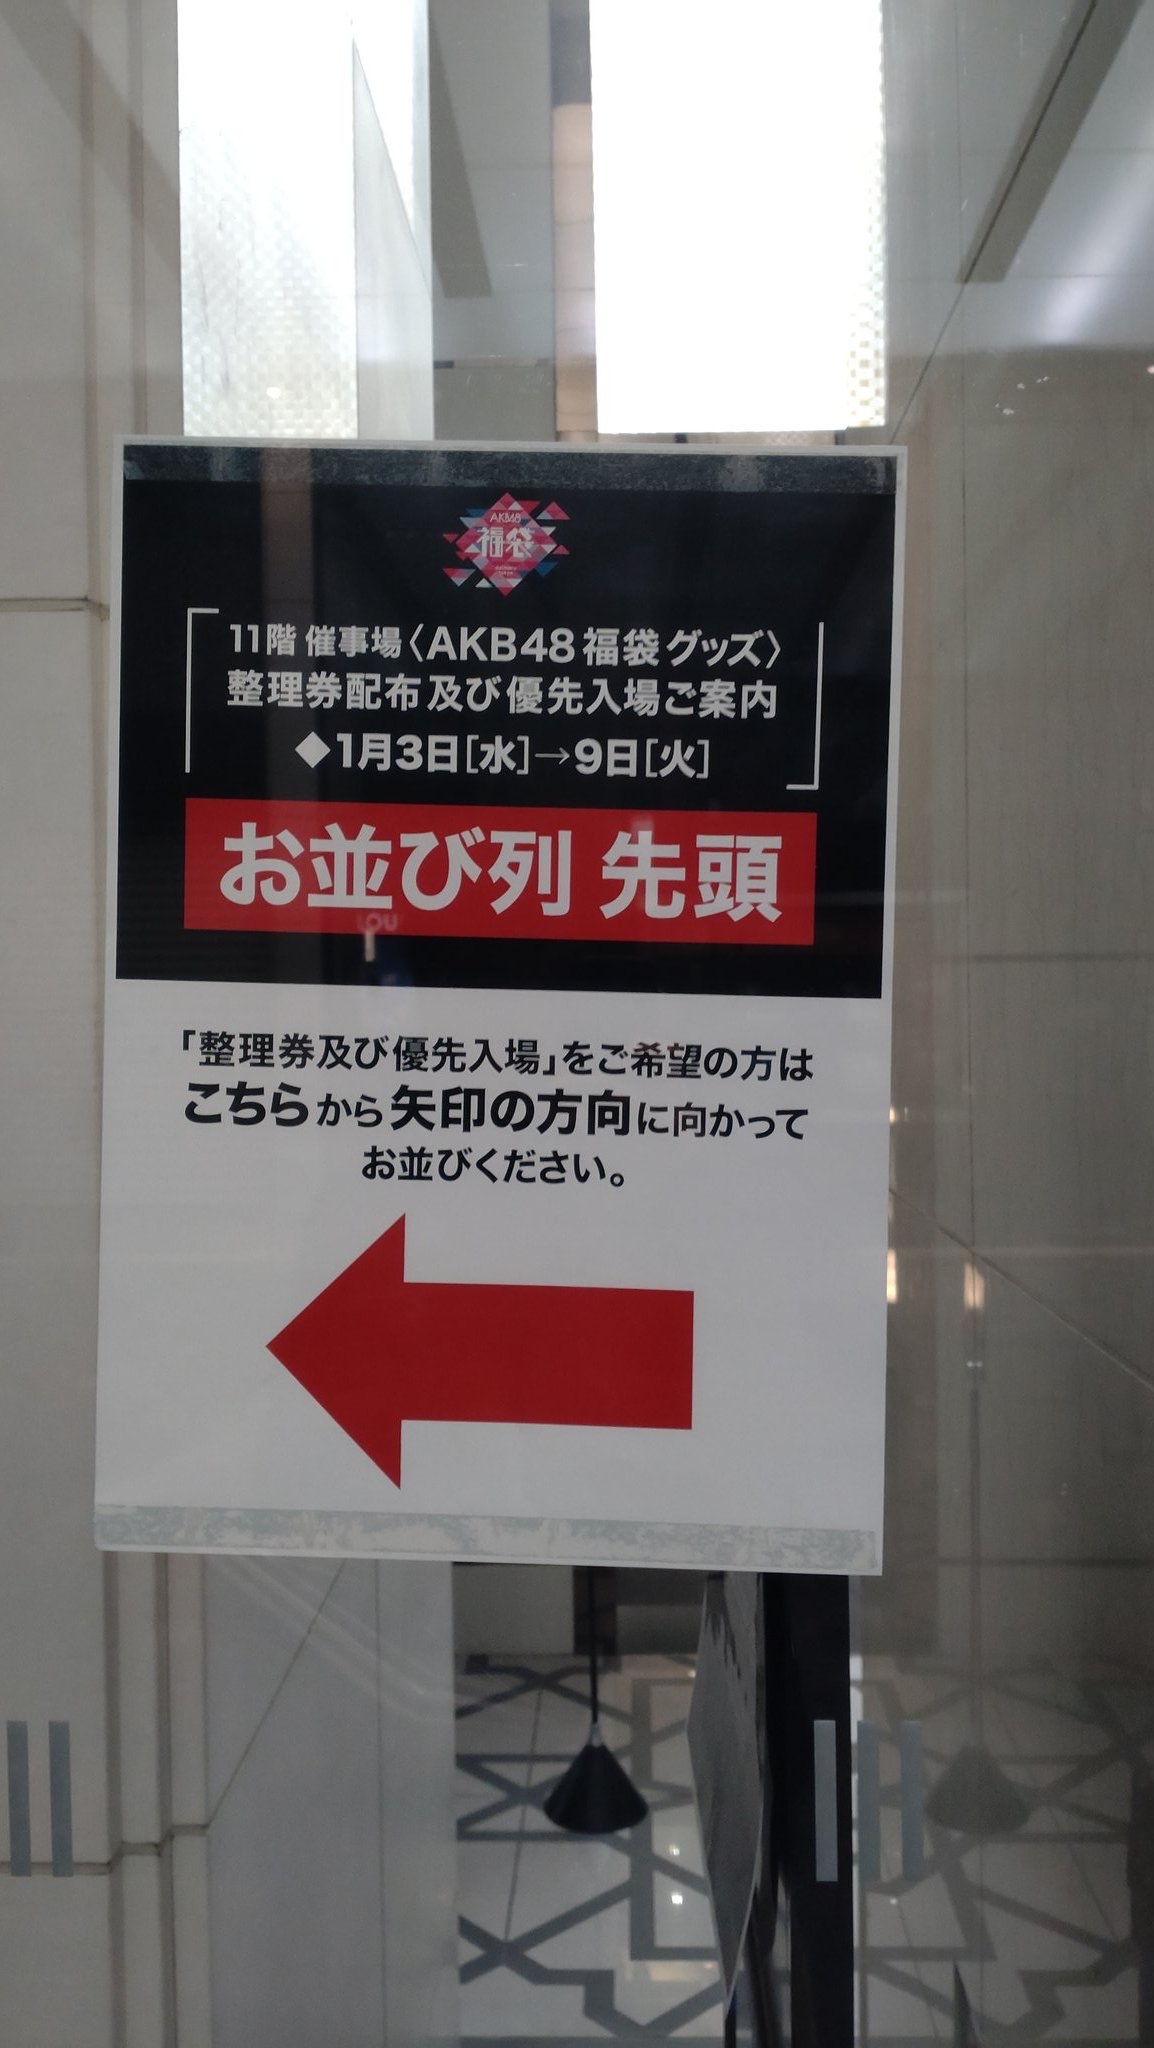 AKB48
福袋
11階 催事場〈AKB48 福袋 グッズ〉
整理券配布 及び 優先入場ご案内
◆1月3日[水]→9日[火]
お並び列 先頭
「整理券及び優先入場」をご希望の方は
こちらから矢印の方向に向かって
お並びください。